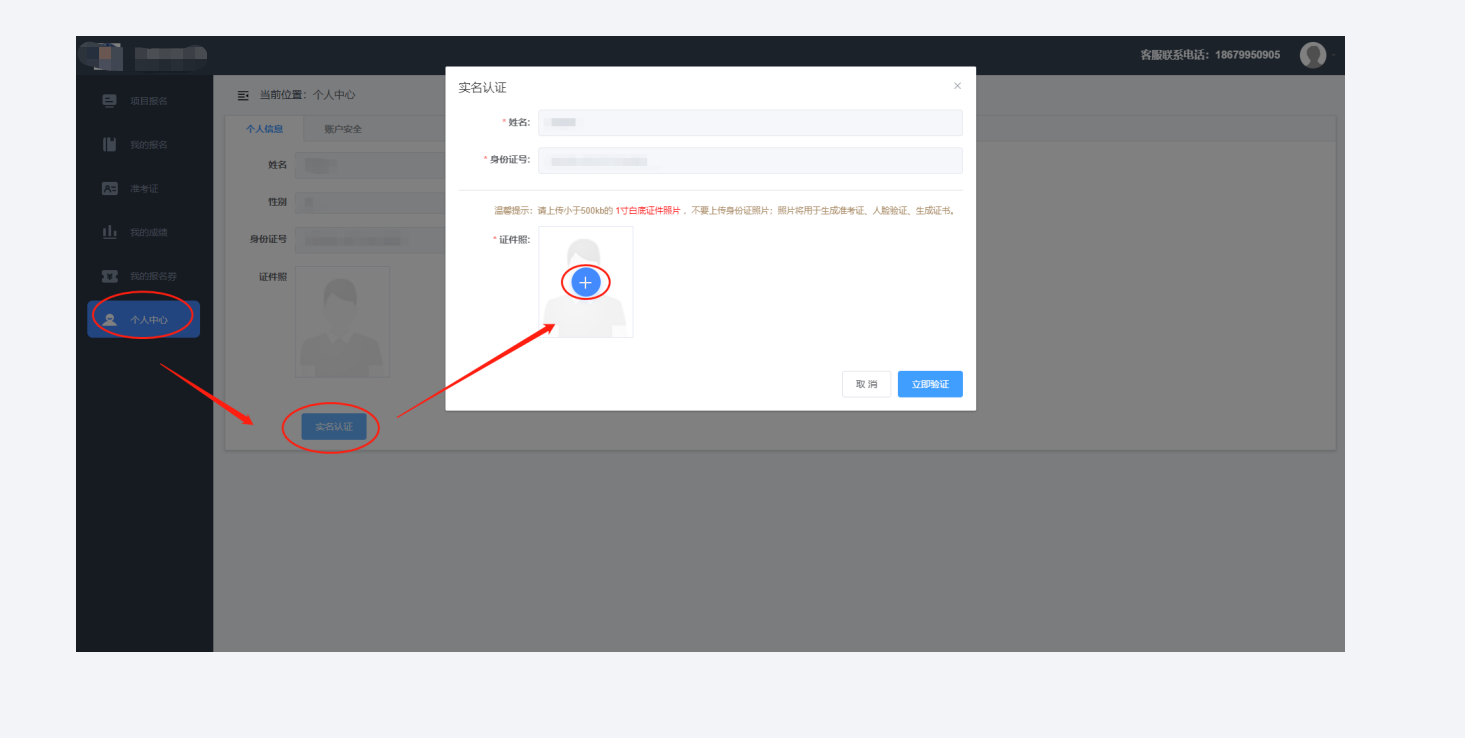 客服联系电话：18679950905
项目报名
我的报名
准考证
我的成绩
我的报名券
个人中心
当前位置：个人中心
个人信息
账户安全
姓名
性别
身份证号
证件照
实名认证
实名认证
* 姓名:
* 身份证号:
温馨提示：请上传小于500kb的 1寸白底证件照片 ，不要上传身份证照片；照片将用于生成准考证、人脸验证、生成证书。
* 证件照:
取 消
立即验证